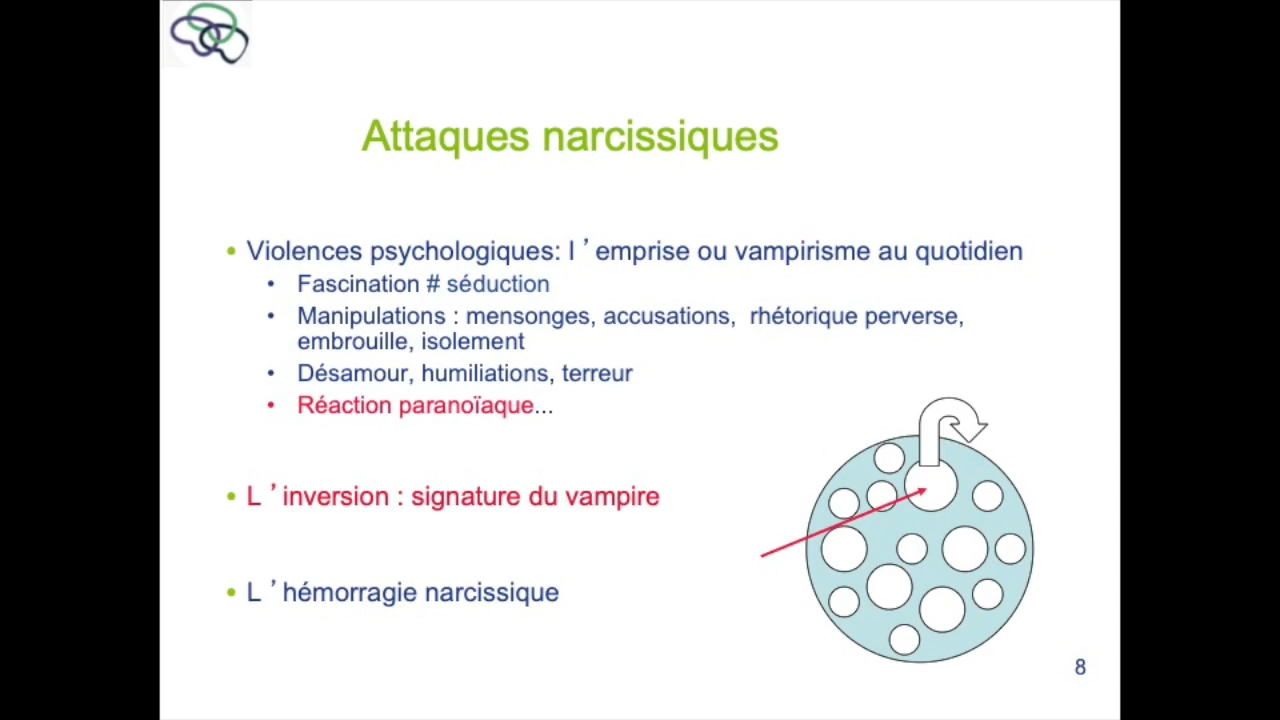 Attaques narcissiques
• Violences psychologiques: l ’ emprise ou vampirisme au quotidien
• Fascination # séduction
• Manipulations : mensonges, accusations,  rhétorique perverse,
embrouille, isolement
• Désamour, humiliations, terreur
• Réaction paranoïaque...
• L ’ inversion : signature du vampire
• L ’ hémorragie narcissique
8